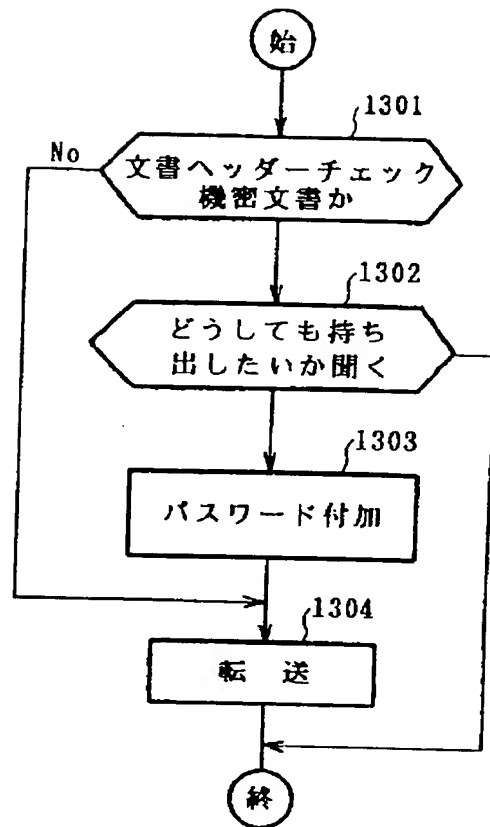 始
1301
No
文書ヘッダーチェック
機密文書か
1302
どうしても持ち
出したいか聞く
1303
パスワード付加
1304
転送
終